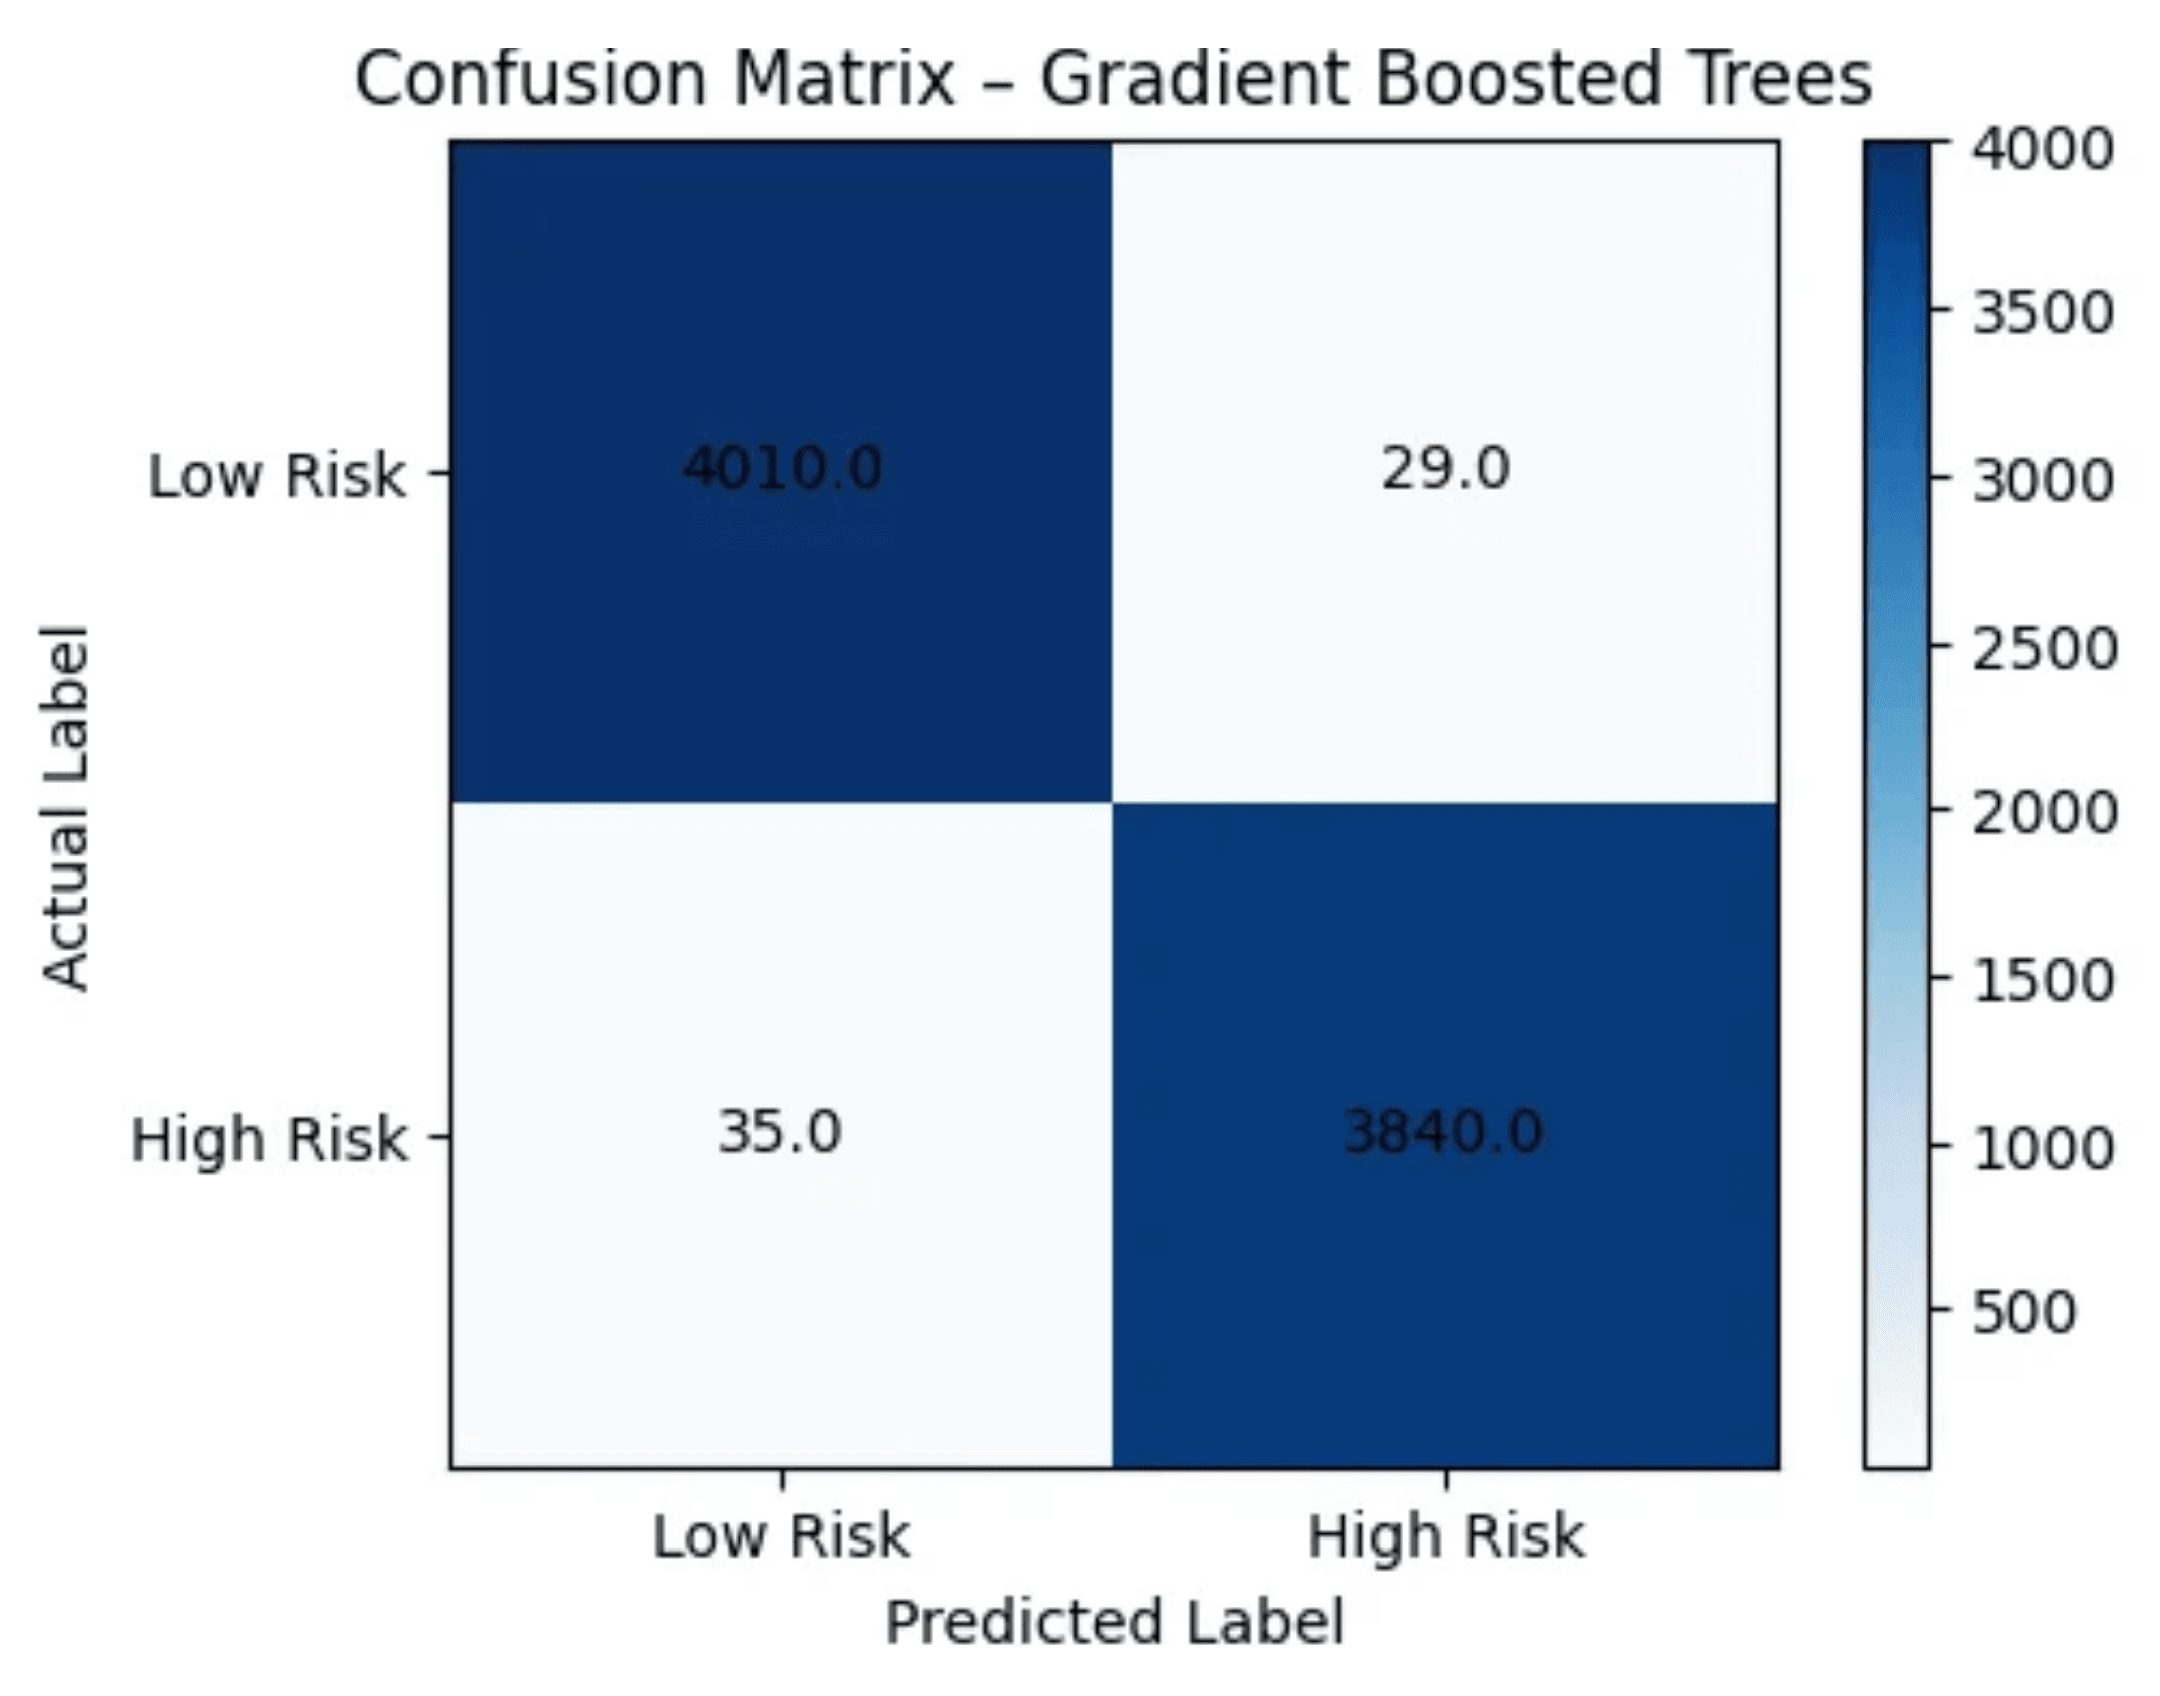 Confusion Matrix – Gradient Boosted Trees
4000
3500
3000
2500
2000
1500
1000
500
Actual Label
Low Risk
4010.0
29.0
High Risk
35.0
3840.0
Low Risk
High Risk
Predicted Label